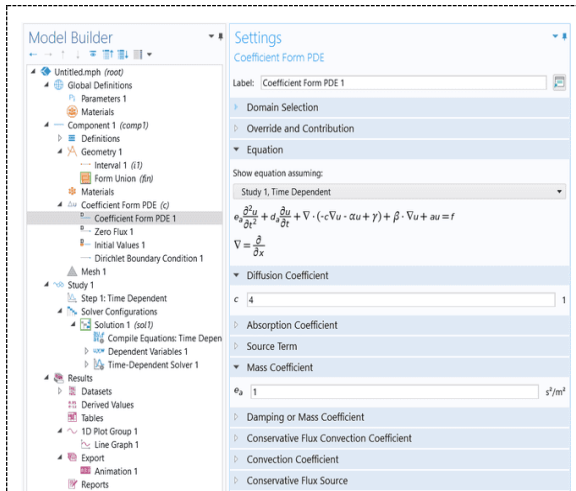 Model Builder
Untitled.mph (root)
Global Definitions
Parameters 1
Materials
Component 1 (comp1)
Definitions
Geometry 1
Interval 1 (i1)
Form Union (fin)
Materials
Coefficient Form PDE (c)
Coefficient Form PDE 1
Zero Flux 1
Initial Values 1
Dirichlet Boundary Condition 1
Mesh 1
Study 1
Step 1: Time Dependent
Solver Configurations
Solution 1 (sol1)
Compile Equations: Time Depen
Dependent Variables 1
Time-Dependent Solver 1
Results
Datasets
Derived Values
Tables
1D Plot Group 1
Line Graph 1
Export
Animation 1
Reports
Settings
Coefficient Form PDE
Label: Coefficient Form PDE 1
Domain Selection
Override and Contribution
Equation
Show equation assuming:
Study 1, Time Dependent
eₐ∂²u/∂t² + dₐ∂u/∂t + ∇ · (-c∇u - αu + γ) + β · ∇u + au = f
∇ = ∂/∂x
Diffusion Coefficient
c 4 1
Absorption Coefficient
Source Term
Mass Coefficient
eₐ 1 s²/m²
Damping or Mass Coefficient
Conservative Flux Convection Coefficient
Convection Coefficient
Conservative Flux Source